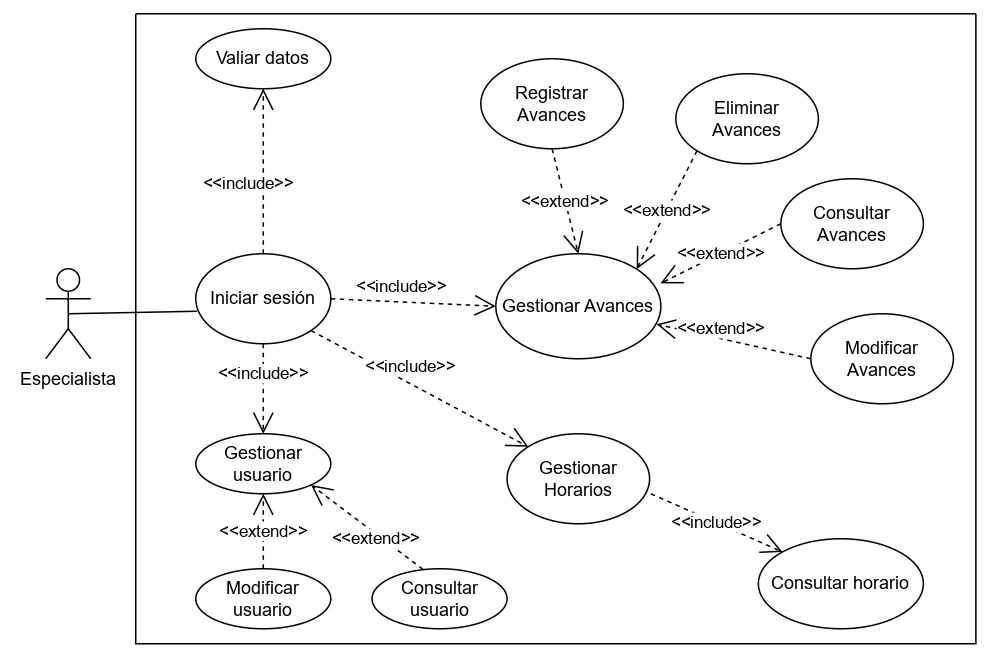 Valiar datos
Registrar
Avances
Eliminar
Avances
<<include>>
<<extend>>
<<extend>>
Consultar
Avances
<<extend>>
Iniciar sesión
<<include>>
Gestionar Avances
<<extend>>
Modificar
Avances
Especialista
<<include>>
<<include>>
Gestionar
usuario
Gestionar
Horarios
<<extend>>
<<extend>>
<<include>>
Modificar
usuario
Consultar
usuario
Consultar horario